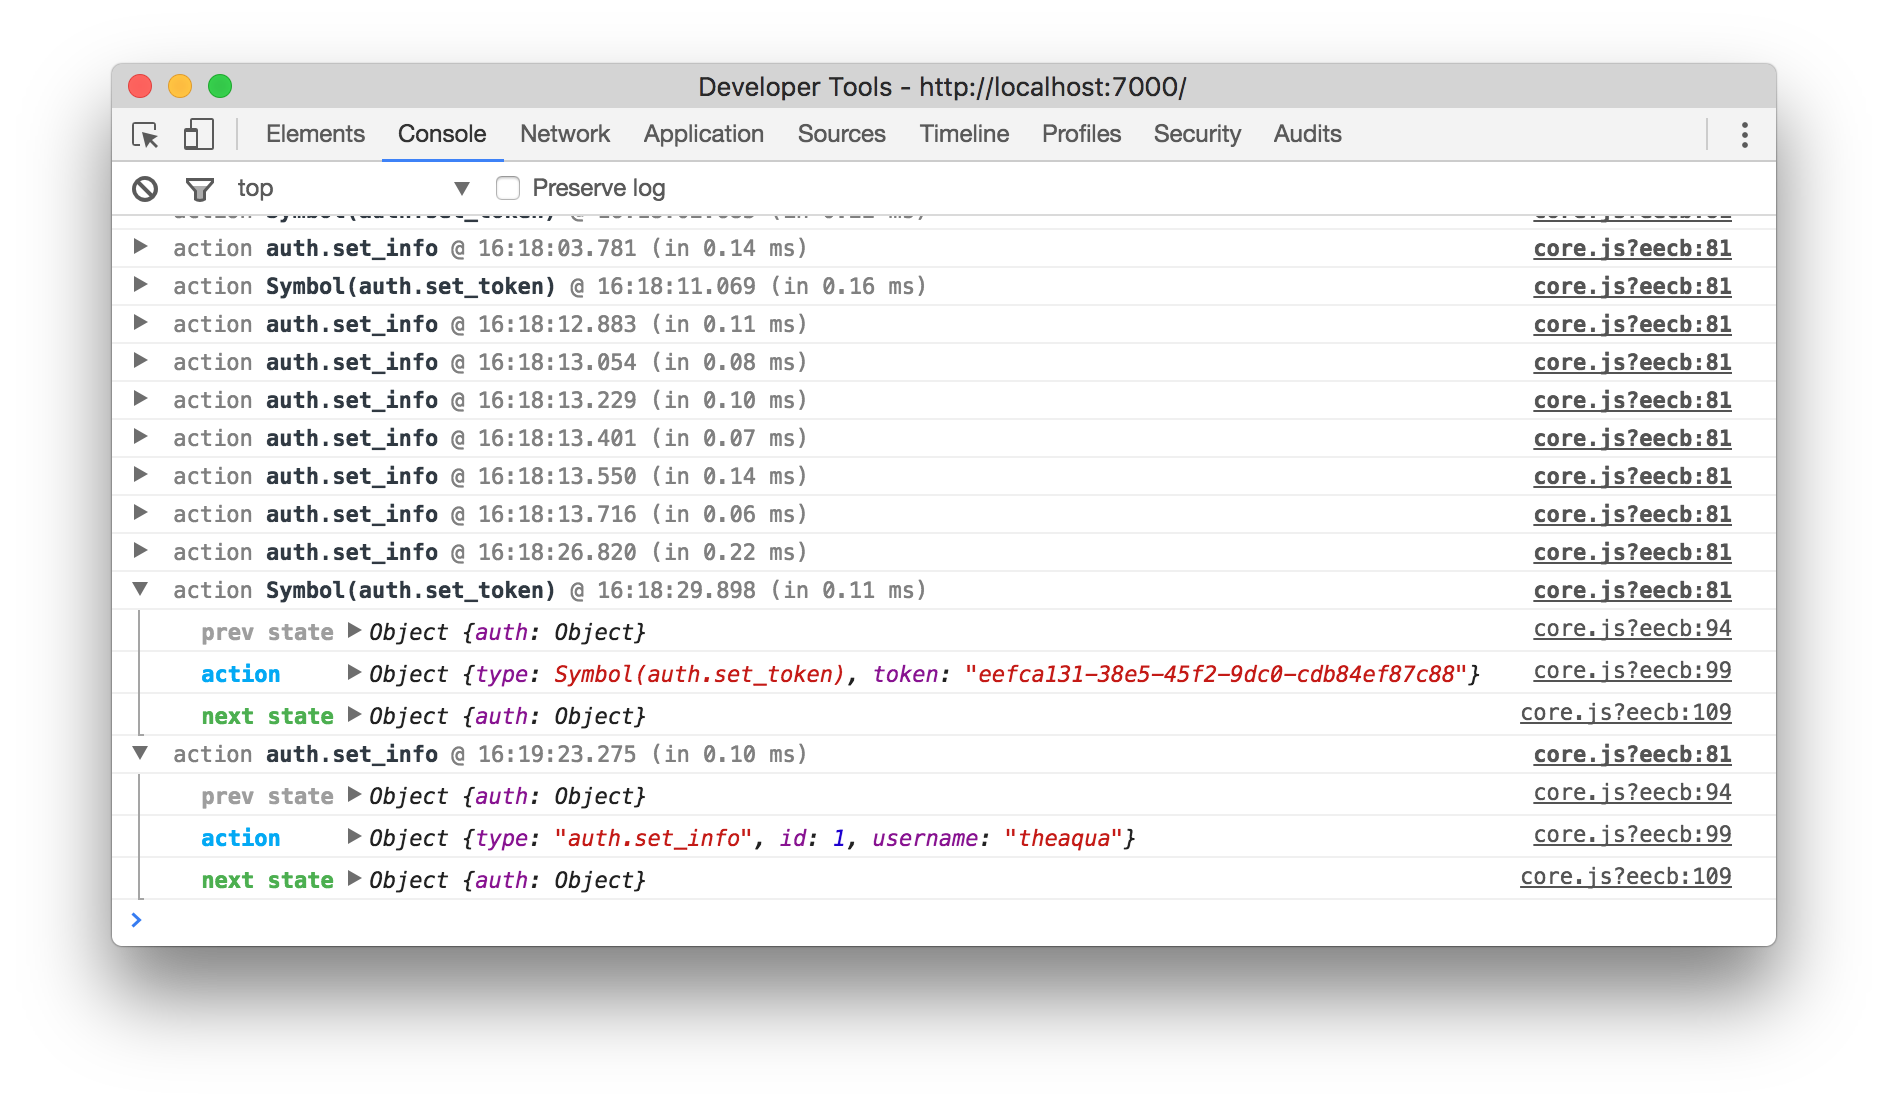 Developer Tools - http://localhost:7000/
Elements Console Network Application Sources Timeline Profiles Security Audits
top ▼ Preserve log
action auth.set_info @ 16:18:03.781 (in 0.14 ms) core.js?eecb:81
action Symbol(auth.set_token) @ 16:18:11.069 (in 0.16 ms) core.js?eecb:81
action auth.set_info @ 16:18:12.883 (in 0.11 ms) core.js?eecb:81
action auth.set_info @ 16:18:13.054 (in 0.08 ms) core.js?eecb:81
action auth.set_info @ 16:18:13.229 (in 0.10 ms) core.js?eecb:81
action auth.set_info @ 16:18:13.401 (in 0.07 ms) core.js?eecb:81
action auth.set_info @ 16:18:13.550 (in 0.14 ms) core.js?eecb:81
action auth.set_info @ 16:18:13.716 (in 0.06 ms) core.js?eecb:81
action auth.set_info @ 16:18:26.820 (in 0.22 ms) core.js?eecb:81
action Symbol(auth.set_token) @ 16:18:29.898 (in 0.11 ms) core.js?eecb:81
prev state Object {auth: Object} core.js?eecb:94
action Object {type: Symbol(auth.set_token), token: "eefca131-38e5-45f2-9dc0-cdb84ef87c88"} core.js?eecb:99
next state Object {auth: Object} core.js?eecb:109
action auth.set_info @ 16:19:23.275 (in 0.10 ms) core.js?eecb:81
prev state Object {auth: Object} core.js?eecb:94
action Object {type: "auth.set_info", id: 1, username: "theaqua"} core.js?eecb:99
next state Object {auth: Object} core.js?eecb:109